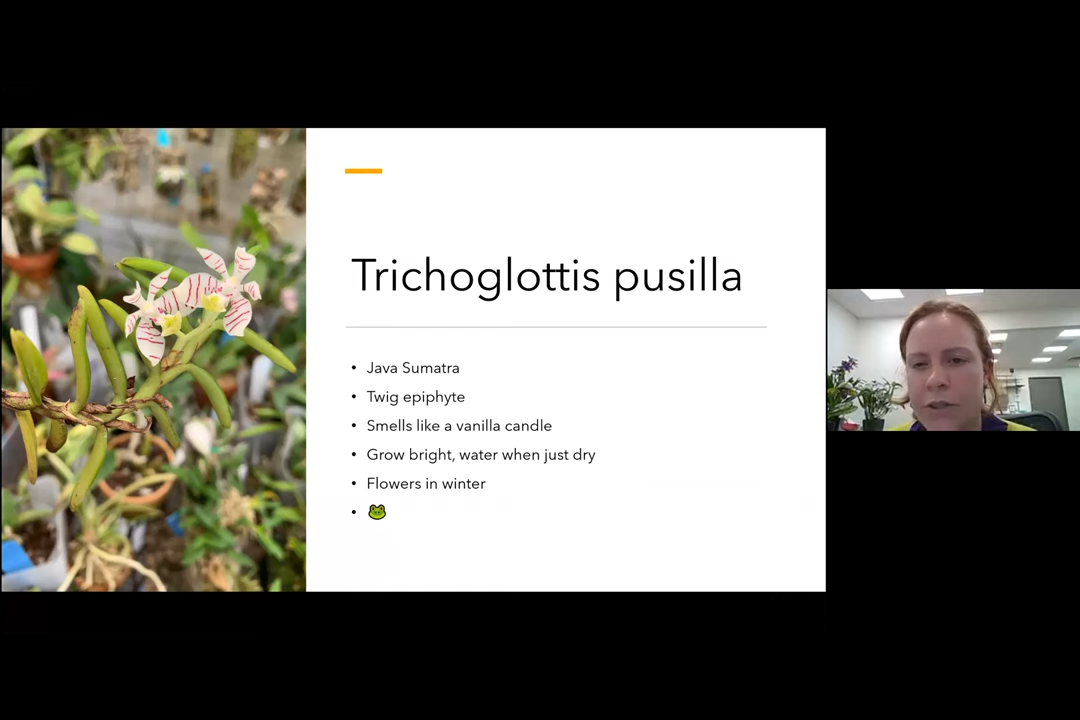 Trichoglottis pusilla
• Java Sumatra
• Twig epiphyte
• Smells like a vanilla candle
• Grow bright, water when just dry
• Flowers in winter
• 🐸